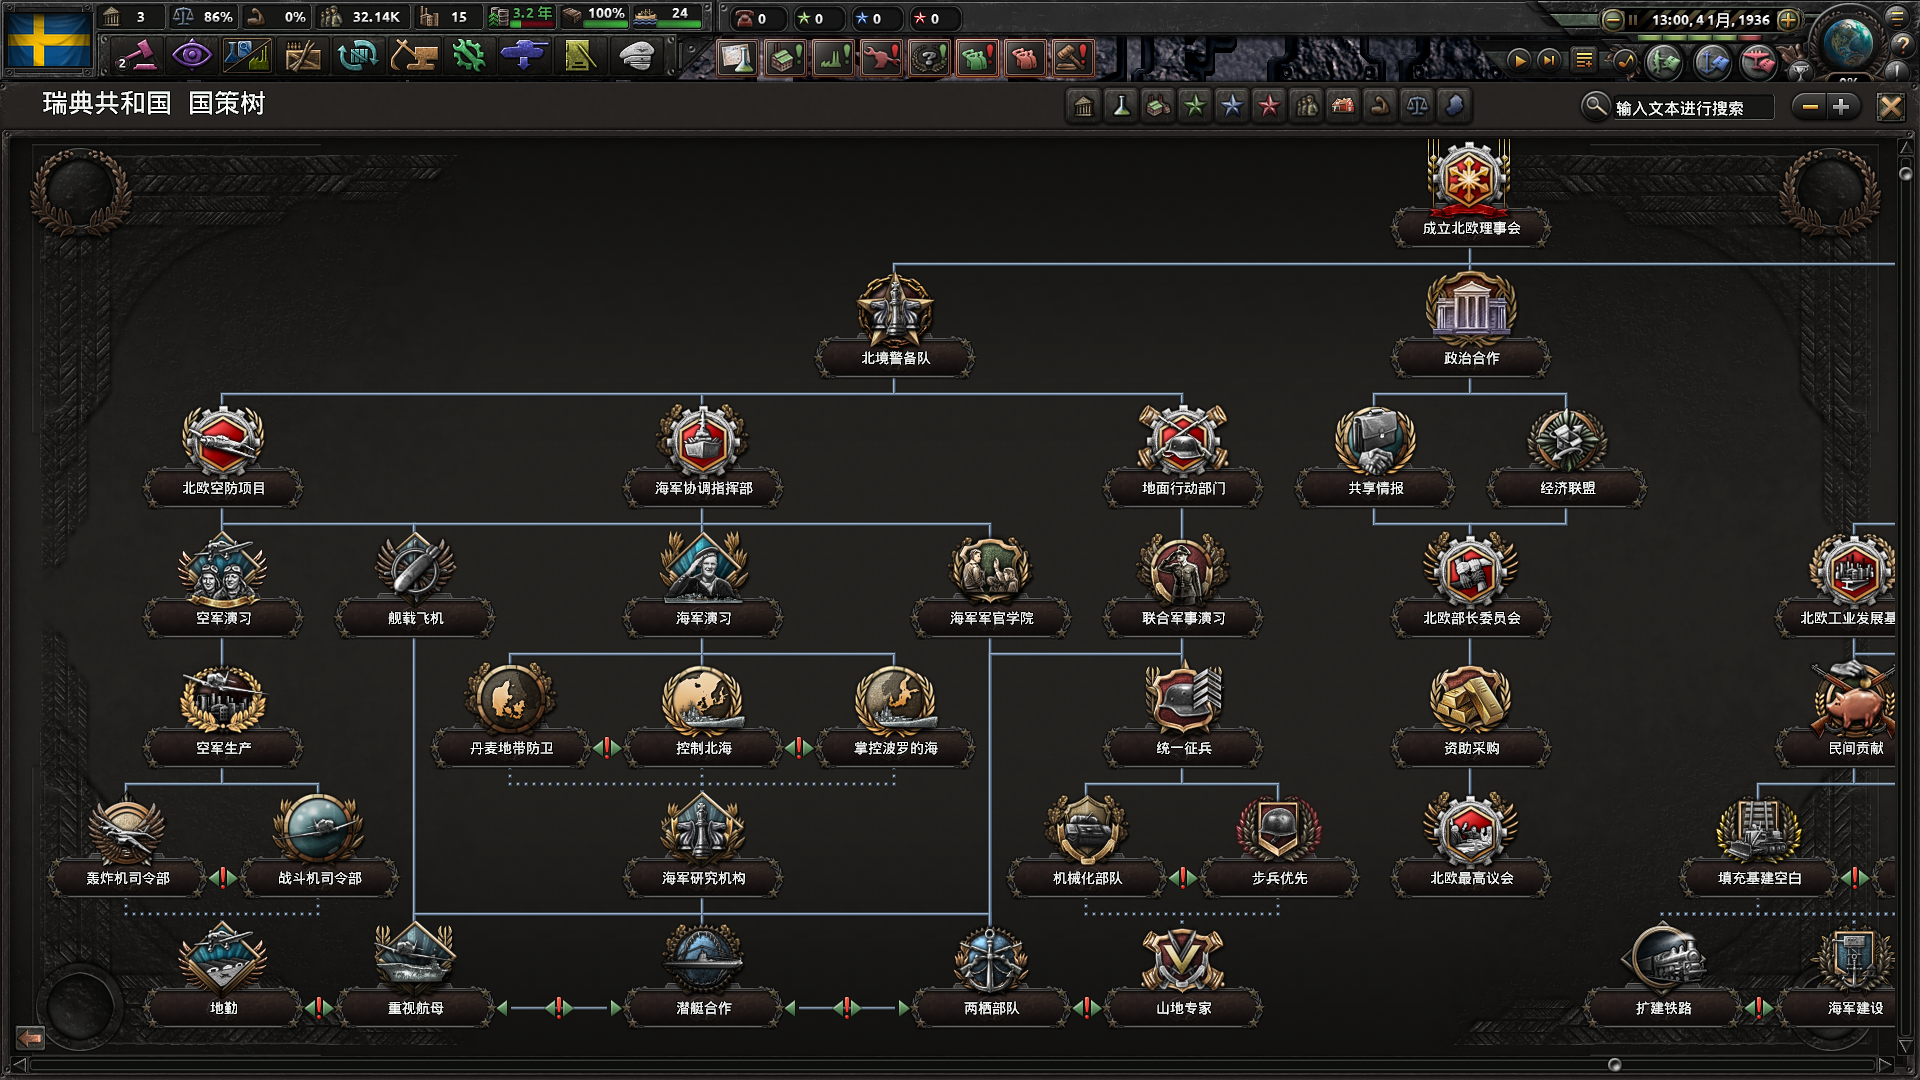 3
86%
0%
32.14K
15
3.2 年
100%
24
0
0
0
0
13:00, 4 1月, 1936
2
瑞典共和国 国策树
输入文本进行搜索
成立北欧理事会
北境警备队
政治合作
北欧空防项目
海军协调指挥部
地面行动部门
共享情报
经济联盟
空军演习
舰载飞机
海军演习
海军军官学院
联合军事演习
北欧部长委员会
北欧工业发展基
空军生产
丹麦地带防卫
控制北海
掌控波罗的海
统一征兵
资助采购
民间贡献
轰炸机司令部
战斗机司令部
海军研究机构
机械化部队
步兵优先
北欧最高议会
填充基建空白
地勤
重视航母
潜艇合作
两栖部队
山地专家
扩建铁路
海军建设